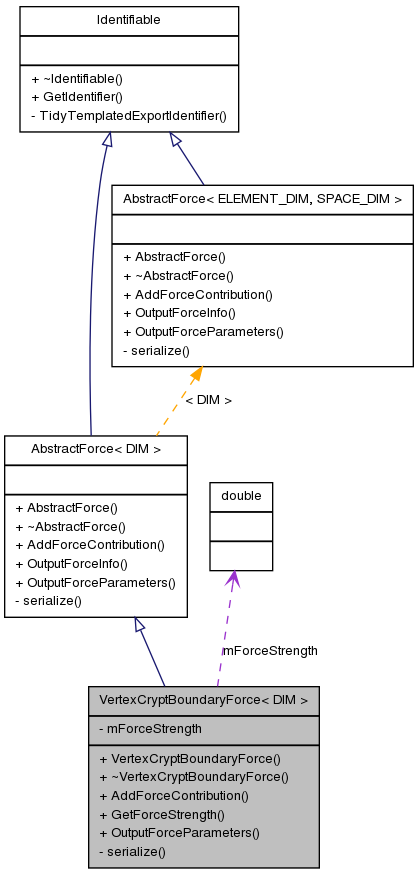 Identifiable
+ ~Identifiable()
+ GetIdentifier()
- TidyTemplatedExportIdentifier()
AbstractForce< ELEMENT_DIM, SPACE_DIM >
+ AbstractForce()
+ ~AbstractForce()
+ AddForceContribution()
+ OutputForceInfo()
+ OutputForceParameters()
- serialize()
< DIM >
AbstractForce< DIM >
+ AbstractForce()
+ ~AbstractForce()
+ AddForceContribution()
+ OutputForceInfo()
+ OutputForceParameters()
- serialize()
double
mForceStrength
VertexCryptBoundaryForce< DIM >
- mForceStrength
+ VertexCryptBoundaryForce()
+ ~VertexCryptBoundaryForce()
+ AddForceContribution()
+ GetForceStrength()
+ OutputForceParameters()
- serialize()